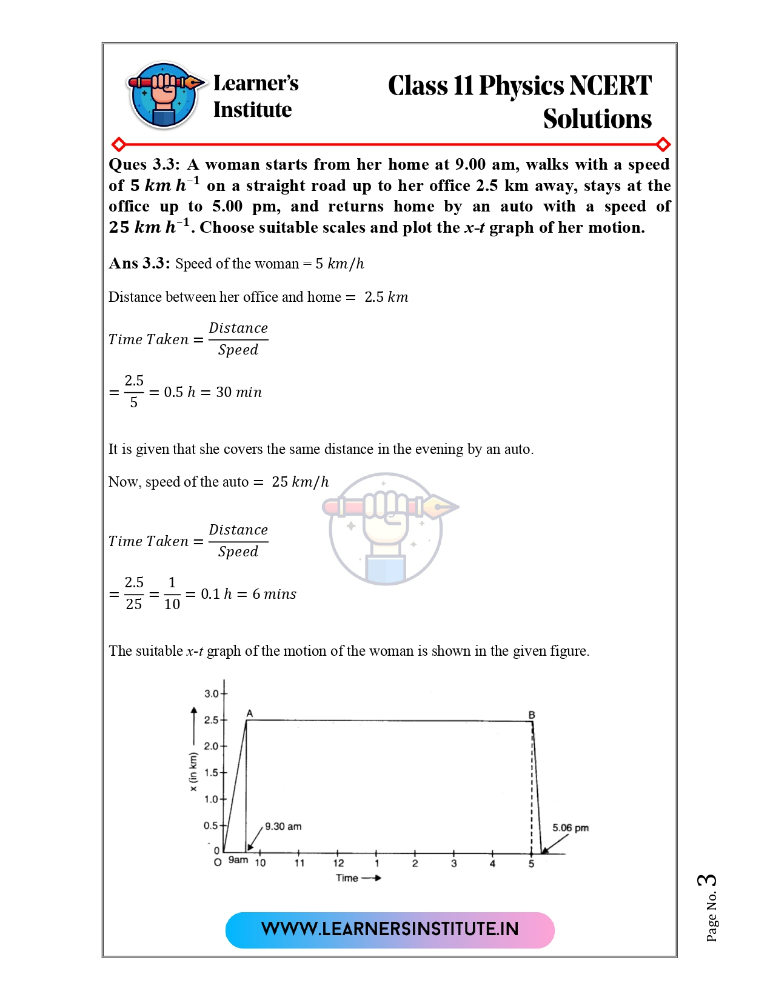 Learner's
Institute
Class 11 Physics NCERT
Solutions
Ques 3.3: A woman starts from her home at 9.00 am, walks with a speed
of 5 km h⁻¹ on a straight road up to her office 2.5 km away, stays at the
office up to 5.00 pm, and returns home by an auto with a speed of
25 km h⁻¹. Choose suitable scales and plot the x-t graph of her motion.
Ans 3.3: Speed of the woman = 5 km/h
Distance between her office and home = 2.5 km
Time Taken = Distance/Speed
= 2.5/5 = 0.5 h = 30 min
It is given that she covers the same distance in the evening by an auto.
Now, speed of the auto = 25 km/h
Time Taken = Distance/Speed
= 2.5/25 = 1/10 = 0.1 h = 6 mins
The suitable x-t graph of the motion of the woman is shown in the given figure.
3.0
A B
2.5
2.0
x (in km)
1.5
1.0
0.5
9.30 am 5.06 pm
0
O 9am 10 11 12 1 2 3 4 5
Time
WWW.LEARNERSINSTITUTE.IN
Page No. 3